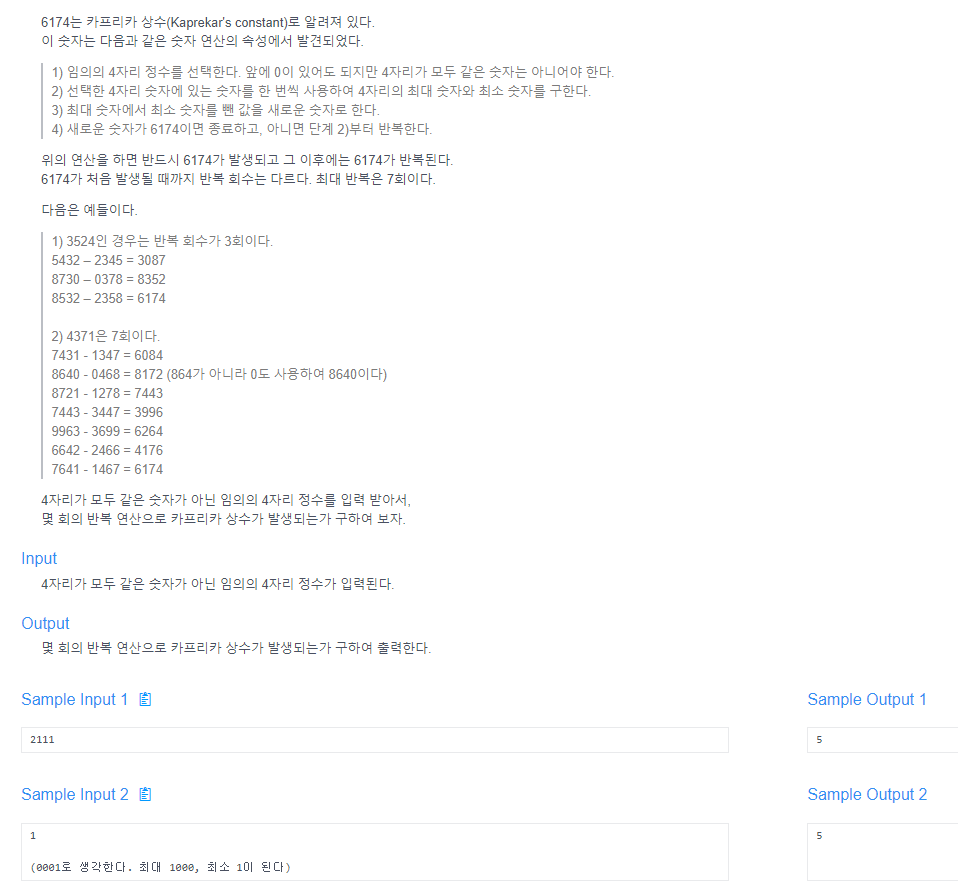 6174는 카프리카 상수(Kaprekar's constant)로 알려져 있다.
이 숫자는 다음과 같은 숫자 연산의 속성에서 발견되었다.
1) 임의의 4자리 정수를 선택한다. 앞에 0이 있어도 되지만 4자리가 모두 같은 숫자는 아니어야 한다.
2) 선택한 4자리 숫자에 있는 숫자를 한 번씩 사용하여 4자리의 최대 숫자와 최소 숫자를 구한다.
3) 최대 숫자에서 최소 숫자를 뺀 값을 새로운 숫자로 한다.
4) 새로운 숫자가 6174이면 종료하고, 아니면 단계 2)부터 반복한다.
위의 연산을 하면 반드시 6174가 발생되고 그 이후에는 6174가 반복된다.
6174가 처음 발생될 때까지 반복 회수는 다르다. 최대 반복은 7회이다.
다음은 예들이다.
1) 3524인 경우는 반복 회수가 3회이다.
5432 – 2345 = 3087
8730 – 0378 = 8352
8532 – 2358 = 6174
2) 4371은 7회이다.
7431 - 1347 = 6084
8640 - 0468 = 8172 (864가 아니라 0도 사용하여 8640이다)
8721 - 1278 = 7443
7443 - 3447 = 3996
9963 - 3699 = 6264
6642 - 2466 = 4176
7641 - 1467 = 6174
4자리가 모두 같은 숫자가 아닌 임의의 4자리 정수를 입력 받아서,
몇 회의 반복 연산으로 카프리카 상수가 발생되는가 구하여 보자.
Input
4자리가 모두 같은 숫자가 아닌 임의의 4자리 정수가 입력된다.
Output
몇 회의 반복 연산으로 카프리카 상수가 발생되는가 구하여 출력한다.
Sample Input 1
2111
Sample Output 1
5
Sample Input 2
1
(0001로 생각한다. 최대 1000, 최소 1이 된다)
Sample Output 2
5